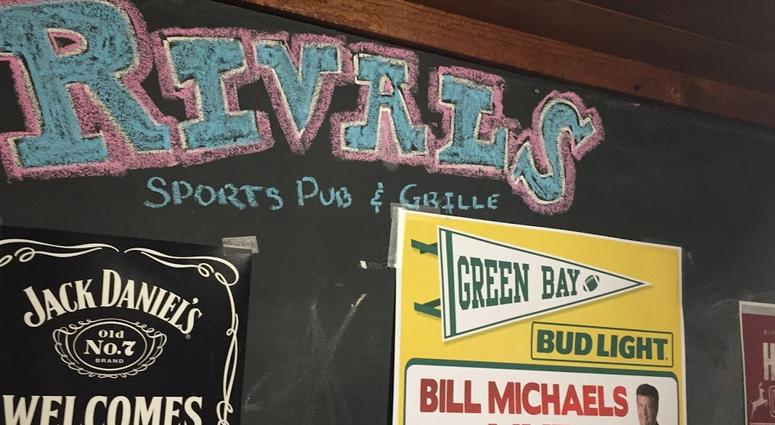 RIVALS
SPORTS PUB & GRILLE
JACK DANIEL'S
Old
No.7
BRAND
WELCOMES
GREEN BAY
BUD LIGHT
BILL MICHAELS